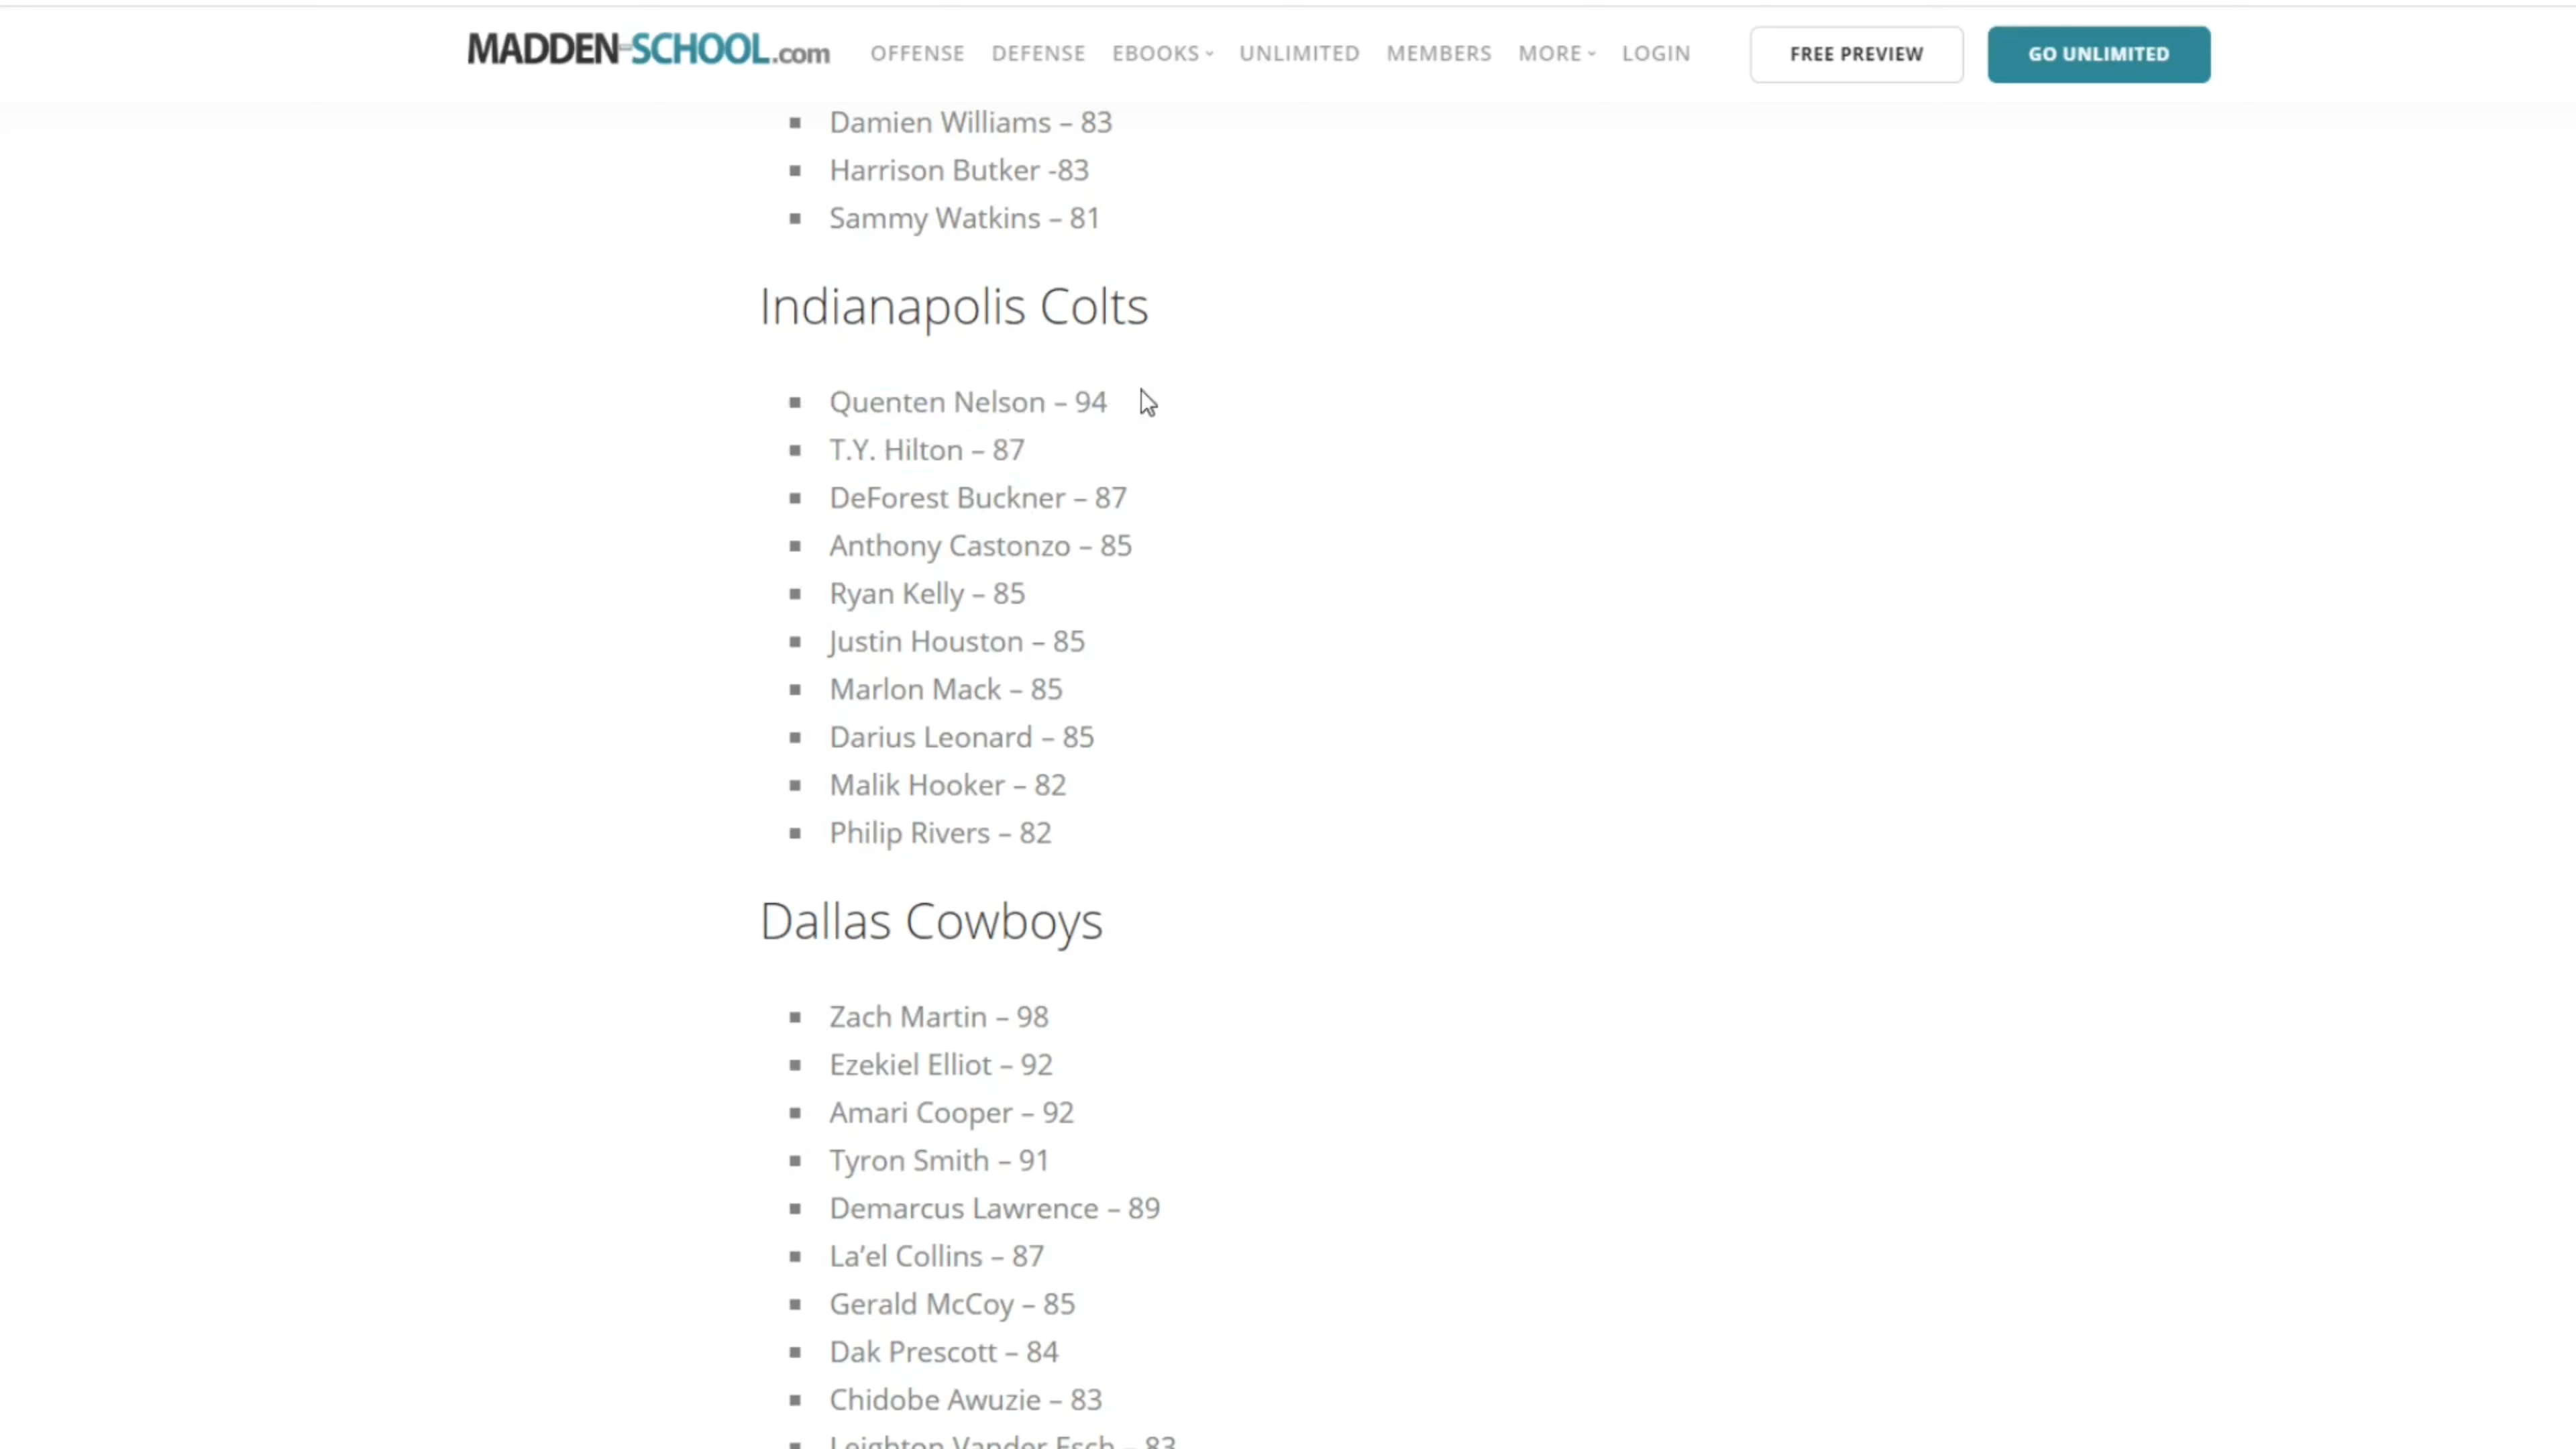 MADDEN-SCHOOL.com OFFENSE DEFENSE EBOOKS UNLIMITED MEMBERS MORE LOGIN FREE PREVIEW GO UNLIMITED
Damien Williams – 83
Harrison Butker -83
Sammy Watkins – 81
Indianapolis Colts
Quenten Nelson – 94
T.Y. Hilton – 87
DeForest Buckner – 87
Anthony Castonzo – 85
Ryan Kelly – 85
Justin Houston – 85
Marlon Mack – 85
Darius Leonard – 85
Malik Hooker – 82
Philip Rivers – 82
Dallas Cowboys
Zach Martin – 98
Ezekiel Elliot – 92
Amari Cooper – 92
Tyron Smith – 91
Demarcus Lawrence – 89
La’el Collins – 87
Gerald McCoy – 85
Dak Prescott – 84
Chidobe Awuzie – 83
Leighton Vander Esch – 83